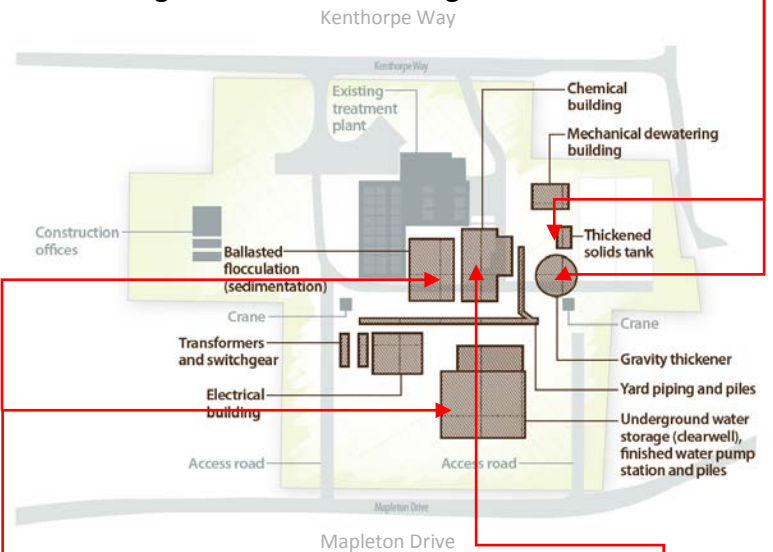 Kenthorpe Way
Kenthorpe Way
Existing
treatment
plant
Chemical
building
Mechanical dewatering
building
Construction
offices
Ballasted
flocculation
(sedimentation)
Thickened
solids tank
Crane
Crane
Transformers
and switchgear
Gravity thickener
Electrical
building
Yard piping and piles
Underground water
storage (clearwell),
finished water pump
station and piles
Access road
Access road
Mapleton Drive
Mapleton Drive